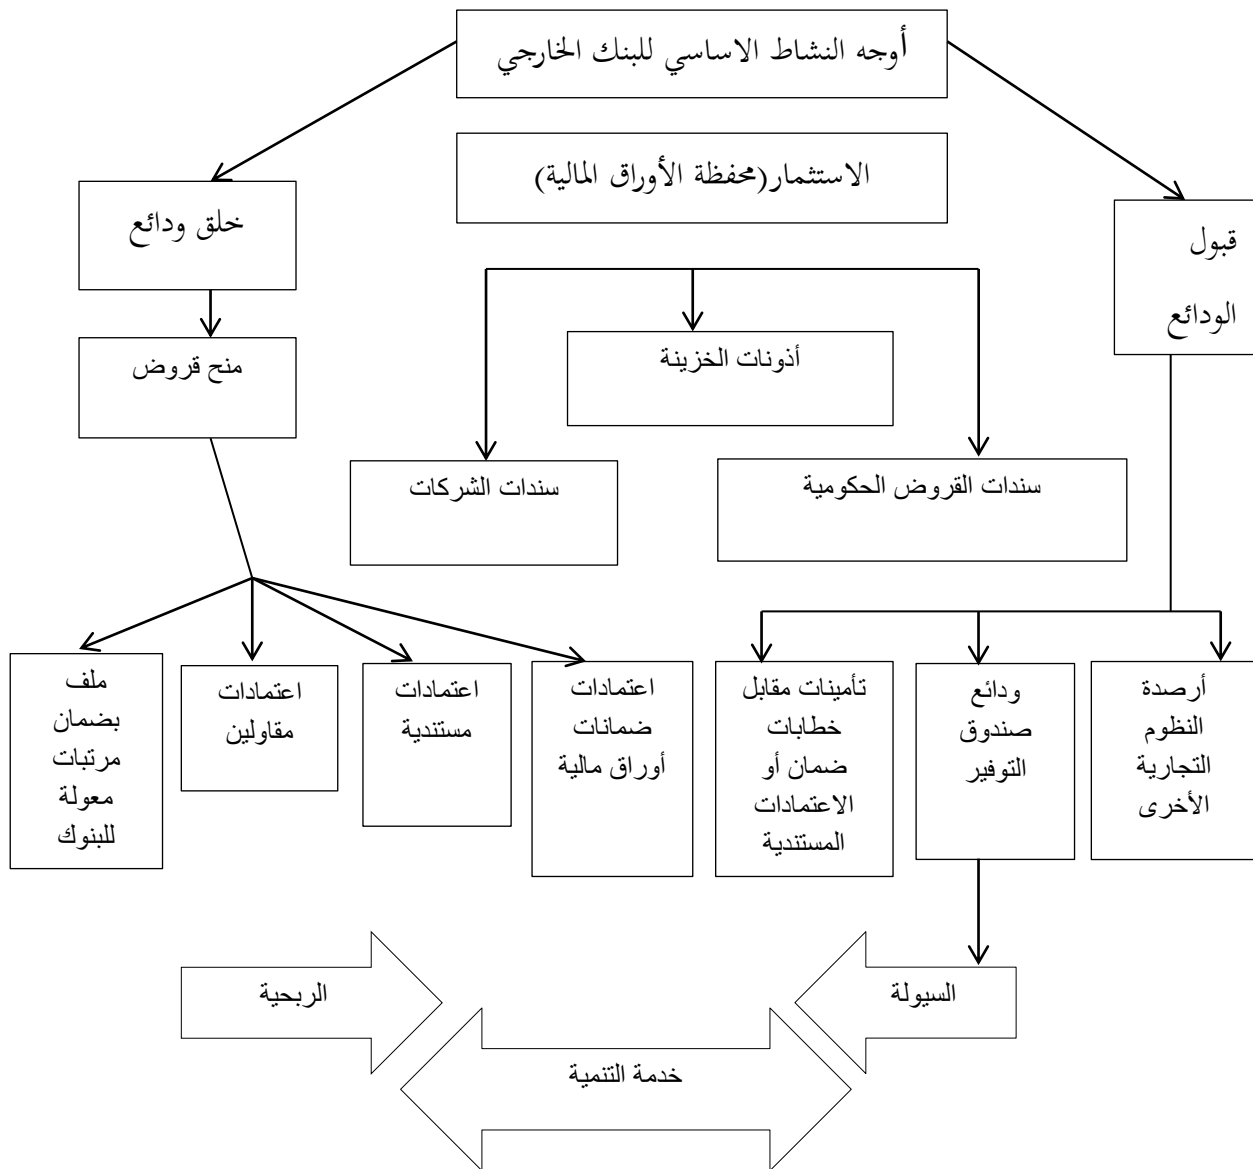 أوجه النشاط الاساسي للبنك الخارجي
الاستثمار(محفظة الأوراق المالية)
خلق ودائع
قبول
الودائع
أذونات الخزينة
منح قروض
سندات القروض الحكومية
سندات الشركات
أرصدة
النظوم
التجارية
الأخرى
ودائع
صندوق
التوفير
تأمينات مقابل
خطابات
ضمان أو
الاعتمادات
المستندية
اعتمادات
ضمانات
أوراق مالية
اعتمادات
مستندية
اعتمادات
مقاولين
ملف
بضمان
مرتبات
معولة
للبنوك
السيولة
الربحية
خدمة التنمية